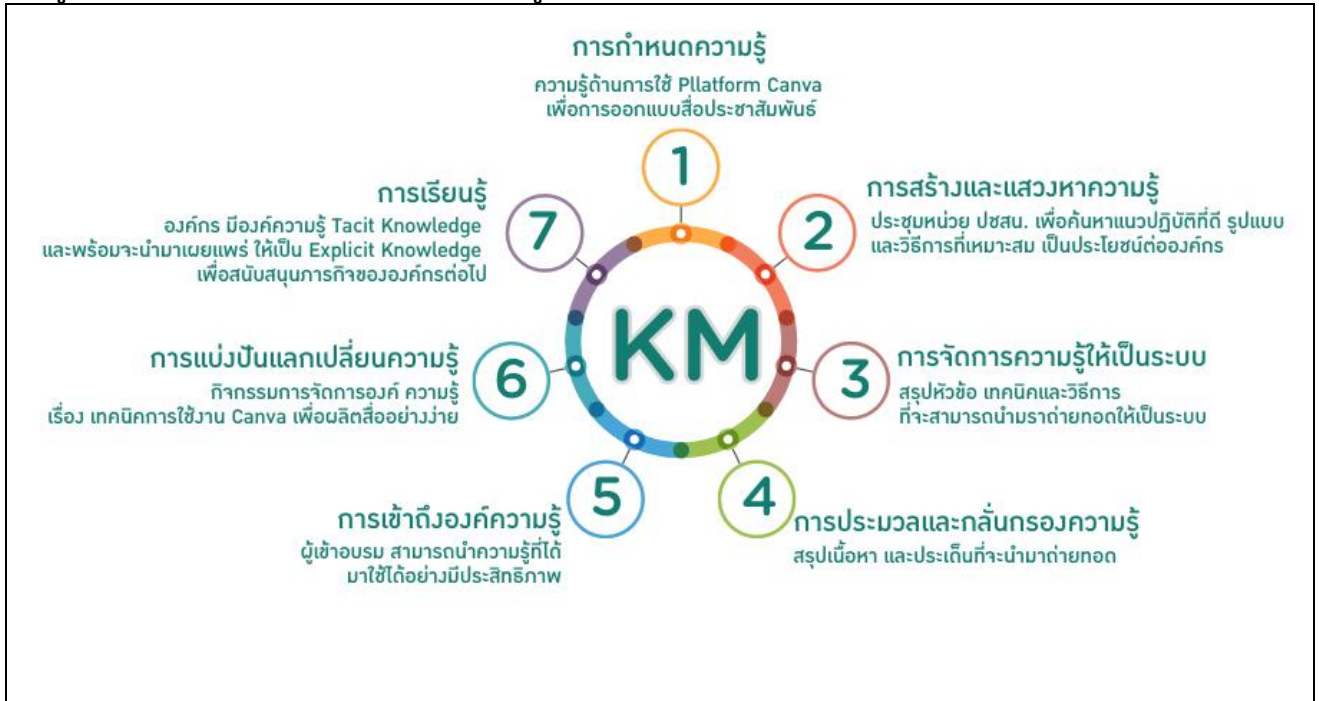 การกำหนดความรู้
ความรู้ด้านการใช้ Pllatform Canva
เพื่อการออกแบบสื่อประชาสัมพันธ์
1
การสร้างและแสวงหาความรู้
ประชุมหน่วย ปชสน. เพื่อค้นหาแนวปฏิบัติที่ดี รูปแบบ
และวิธีการที่เหมาะสม เป็นประโยชน์ต่อองค์กร
2
การจัดการความรู้ให้เป็นระบบ
สรุปหัวข้อ เทคนิคและวิธีการ
ที่จะสามารถนำมราถ่ายทอดให้เป็นระบบ
3
การประมวลและกลั่นกรองความรู้
สรุปเนื้อหา และประเด็นที่จะนำมาถ่ายทอด
4
การเข้าถึงองค์ความรู้
ผู้เข้าอบรม สามารถนำความรู้ที่ได้
มาใช้ได้อย่างมีประสิทธิภาพ
5
การแบ่งปันแลกเปลี่ยนความรู้
กิจกรรมการจัดการองค์ ความรู้
เรื่อง เทคนิคการใช้งาน Canva เพื่อผลิตสื่ออย่างง่าย
6
การเรียนรู้
องค์กร มีองค์ความรู้ Tacit Knowledge
และพร้อมจะนำมาเผยแพร่ ให้เป็น Explicit Knowledge
เพื่อสนับสนุนภารกิจขององค์กรต่อไป
7
KM